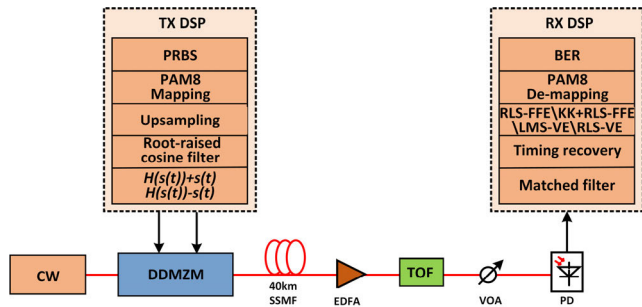 TX DSP
PRBS
PAM8
Mapping
Upsampling
Root-raised
cosine filter
H(s(t))+s(t)
H(s(t))-s(t)
RX DSP
BER
PAM8
De-mapping
RLS-FFE\KK+RLS-FFE
\LMS-VE\RLS-VE
Timing recovery
Matched filter
CW
DDMZM
40km
SSMF
EDFA
TOF
VOA
PD